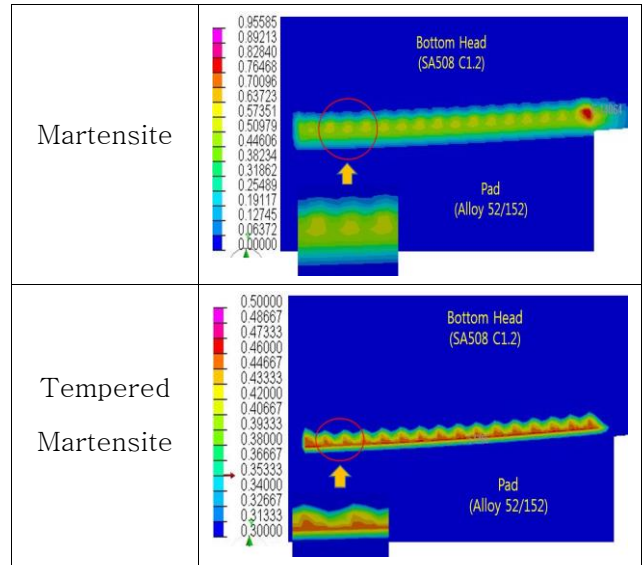 Martensite
0.95585
0.89213
0.82840
0.76468
0.70096
0.63723
0.57351
0.50979
0.44606
0.38234
0.31862
0.25489
0.19117
0.12745
0.06372
0.00000
Bottom Head
(SA508 C1.2)
Pad
(Alloy 52/152)
Tempered
Martensite
0.50000
0.48667
0.47333
0.46000
0.44667
0.43333
0.42000
0.40667
0.39333
0.38000
0.36667
0.35333
0.34000
0.32667
0.31333
0.30000
Bottom Head
(SA508 C1.2)
Pad
(Alloy 52/152)